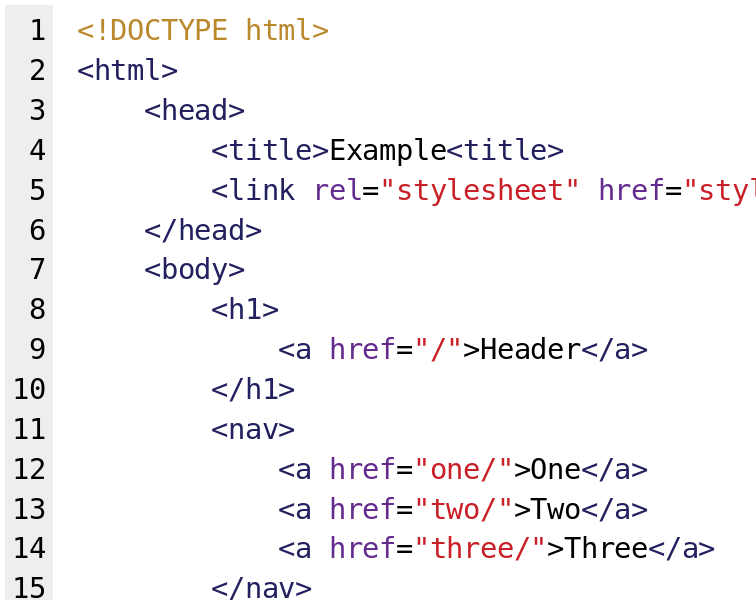 1 <!DOCTYPE html>
2 <html>
3     <head>
4         <title>Example<title>
5         <link rel="stylesheet" href="styl
6     </head>
7     <body>
8         <h1>
9             <a href="/">Header</a>
10         </h1>
11         <nav>
12             <a href="one/">One</a>
13             <a href="two/">Two</a>
14             <a href="three/">Three</a>
15         </nav>